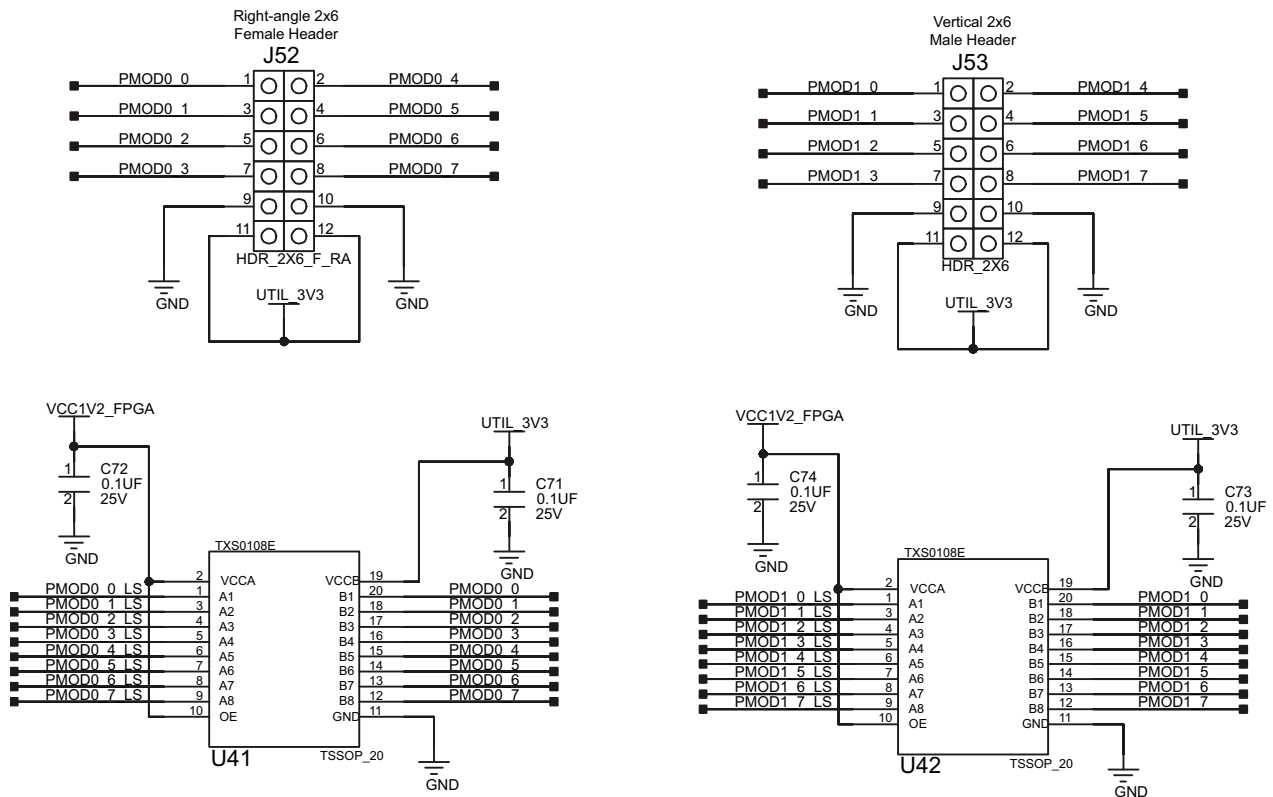 Right-angle 2x6
Female Header
J52
PMOD0_0 1 2 PMOD0_4
PMOD0_1 3 4 PMOD0_5
PMOD0_2 5 6 PMOD0_6
PMOD0_3 7 8 PMOD0_7
9 10
11 12
HDR_2X6_F_RA
GND
UTIL_3V3
GND
Vertical 2x6
Male Header
J53
PMOD1_0 1 2 PMOD1_4
PMOD1_1 3 4 PMOD1_5
PMOD1_2 5 6 PMOD1_6
PMOD1_3 7 8 PMOD1_7
9 10
11 12
HDR_2X6
GND
UTIL_3V3
GND
VCC1V2_FPGA
1
2
C72
0.1UF
25V
GND
UTIL_3V3
1
2
C71
0.1UF
25V
GND
TXS0108E
2 VCCA VCCB 19
PMOD0_0_LS 1 A1 B1 20 PMOD0_0
PMOD0_1_LS 3 A2 B2 18 PMOD0_1
PMOD0_2_LS 4 A3 B3 17 PMOD0_2
PMOD0_3_LS 5 A4 B4 16 PMOD0_3
PMOD0_4_LS 6 A5 B5 15 PMOD0_4
PMOD0_5_LS 7 A6 B6 14 PMOD0_5
PMOD0_6_LS 8 A7 B7 13 PMOD0_6
PMOD0_7_LS 9 A8 B8 12 PMOD0_7
10 OE GND 11
U41
TSSOP_20
GND
VCC1V2_FPGA
1
2
C74
0.1UF
25V
GND
UTIL_3V3
1
2
C73
0.1UF
25V
GND
TXS0108E
2 VCCA VCCB 19
PMOD1_0_LS 1 A1 B1 20 PMOD1_0
PMOD1_1_LS 3 A2 B2 18 PMOD1_1
PMOD1_2_LS 4 A3 B3 17 PMOD1_2
PMOD1_3_LS 5 A4 B4 16 PMOD1_3
PMOD1_4_LS 6 A5 B5 15 PMOD1_4
PMOD1_5_LS 7 A6 B6 14 PMOD1_5
PMOD1_6_LS 8 A7 B7 13 PMOD1_6
PMOD1_7_LS 9 A8 B8 12 PMOD1_7
10 OE GND 11
U42
TSSOP_20
GND